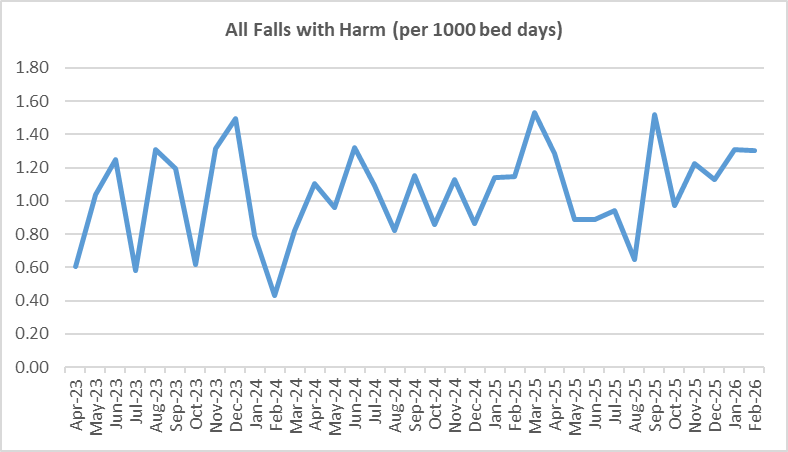 All Falls with Harm (per 1000 bed days)
1.80
1.60
1.40
1.20
1.00
0.80
0.60
0.40
0.20
0.00
Apr-23
May-23
Jun-23
Jul-23
Aug-23
Sep-23
Oct-23
Nov-23
Dec-23
Jan-24
Feb-24
Mar-24
Apr-24
May-24
Jun-24
Jul-24
Aug-24
Sep-24
Oct-24
Nov-24
Dec-24
Jan-25
Feb-25
Mar-25
Apr-25
May-25
Jun-25
Jul-25
Aug-25
Sep-25
Oct-25
Nov-25
Dec-25
Jan-26
Feb-26